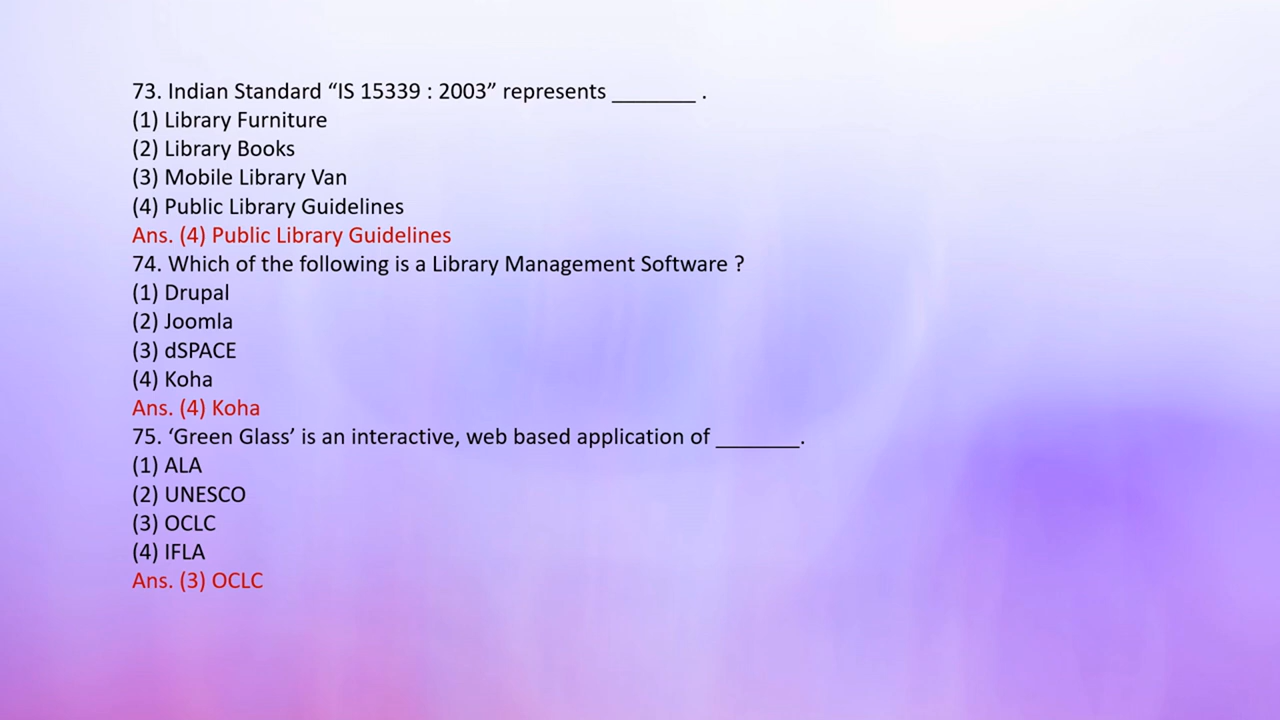 73. Indian Standard “IS 15339 : 2003” represents _______ .
(1) Library Furniture
(2) Library Books
(3) Mobile Library Van
(4) Public Library Guidelines
Ans. (4) Public Library Guidelines
74. Which of the following is a Library Management Software ?
(1) Drupal
(2) Joomla
(3) dSPACE
(4) Koha
Ans. (4) Koha
75. ‘Green Glass’ is an interactive, web based application of _______.
(1) ALA
(2) UNESCO
(3) OCLC
(4) IFLA
Ans. (3) OCLC